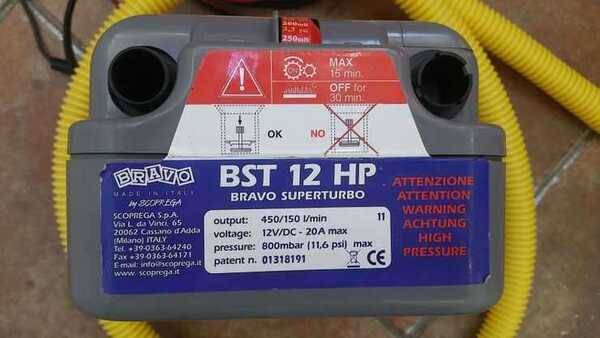 250mb
MAX
15 min.
OFF for
30 min.
OK
NO
BRAVO
MADE IN ITALY
by SCOPREGA
SCOPREGA S.p.A.
Via L. da Vinci, 65
20062 Cassano d'Adda
(Milano) ITALY
Tel. +39-0363-64240
Fax +39-0363-64171
E-mail: info@scoprega.it
www.scoprega.it
BST 12 HP
BRAVO SUPERTURBO
output: 450/150 l/min 11
voltage: 12V/DC - 20A max
pressure: 800mbar (11,6 psi) max
patent n. 01318191
CE
ATTENZIONE
ATTENTION
WARNING
ACHTUNG
HIGH
PRESSURE